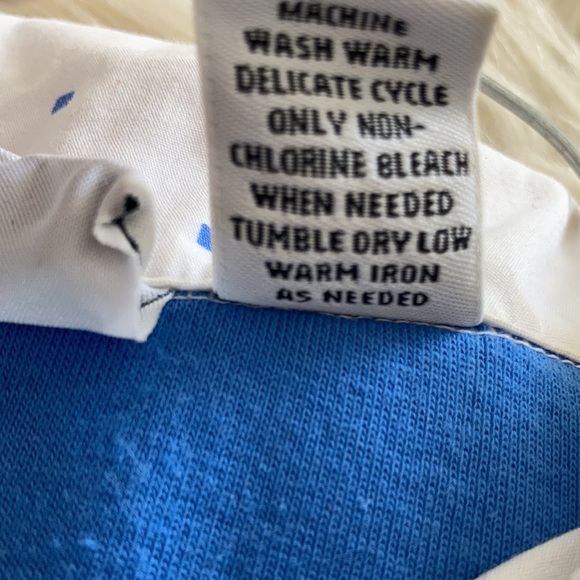 MACHINE
WASH WARM
DELICATE CYCLE
ONLY NON-
CHLORINE BLEACH
WHEN NEEDED
TUMBLE DRY LOW
WARM IRON
AS NEEDED